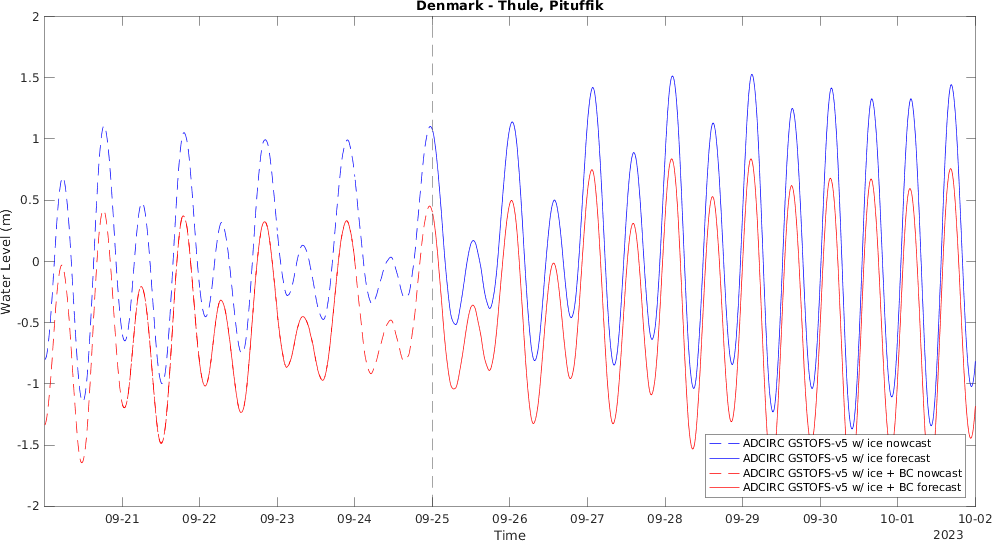 Denmark - Thule, Pituffik
2
1.5
1
0.5
0
-0.5
-1
-1.5
-2
Water Level (m)
ADCIRC GSTOFS-v5 w/ ice nowcast
ADCIRC GSTOFS-v5 w/ ice forecast
ADCIRC GSTOFS-v5 w/ ice + BC nowcast
ADCIRC GSTOFS-v5 w/ ice + BC forecast
09-21 09-22 09-23 09-24 09-25 09-26 09-27 09-28 09-29 09-30 10-01 10-02
Time
2023